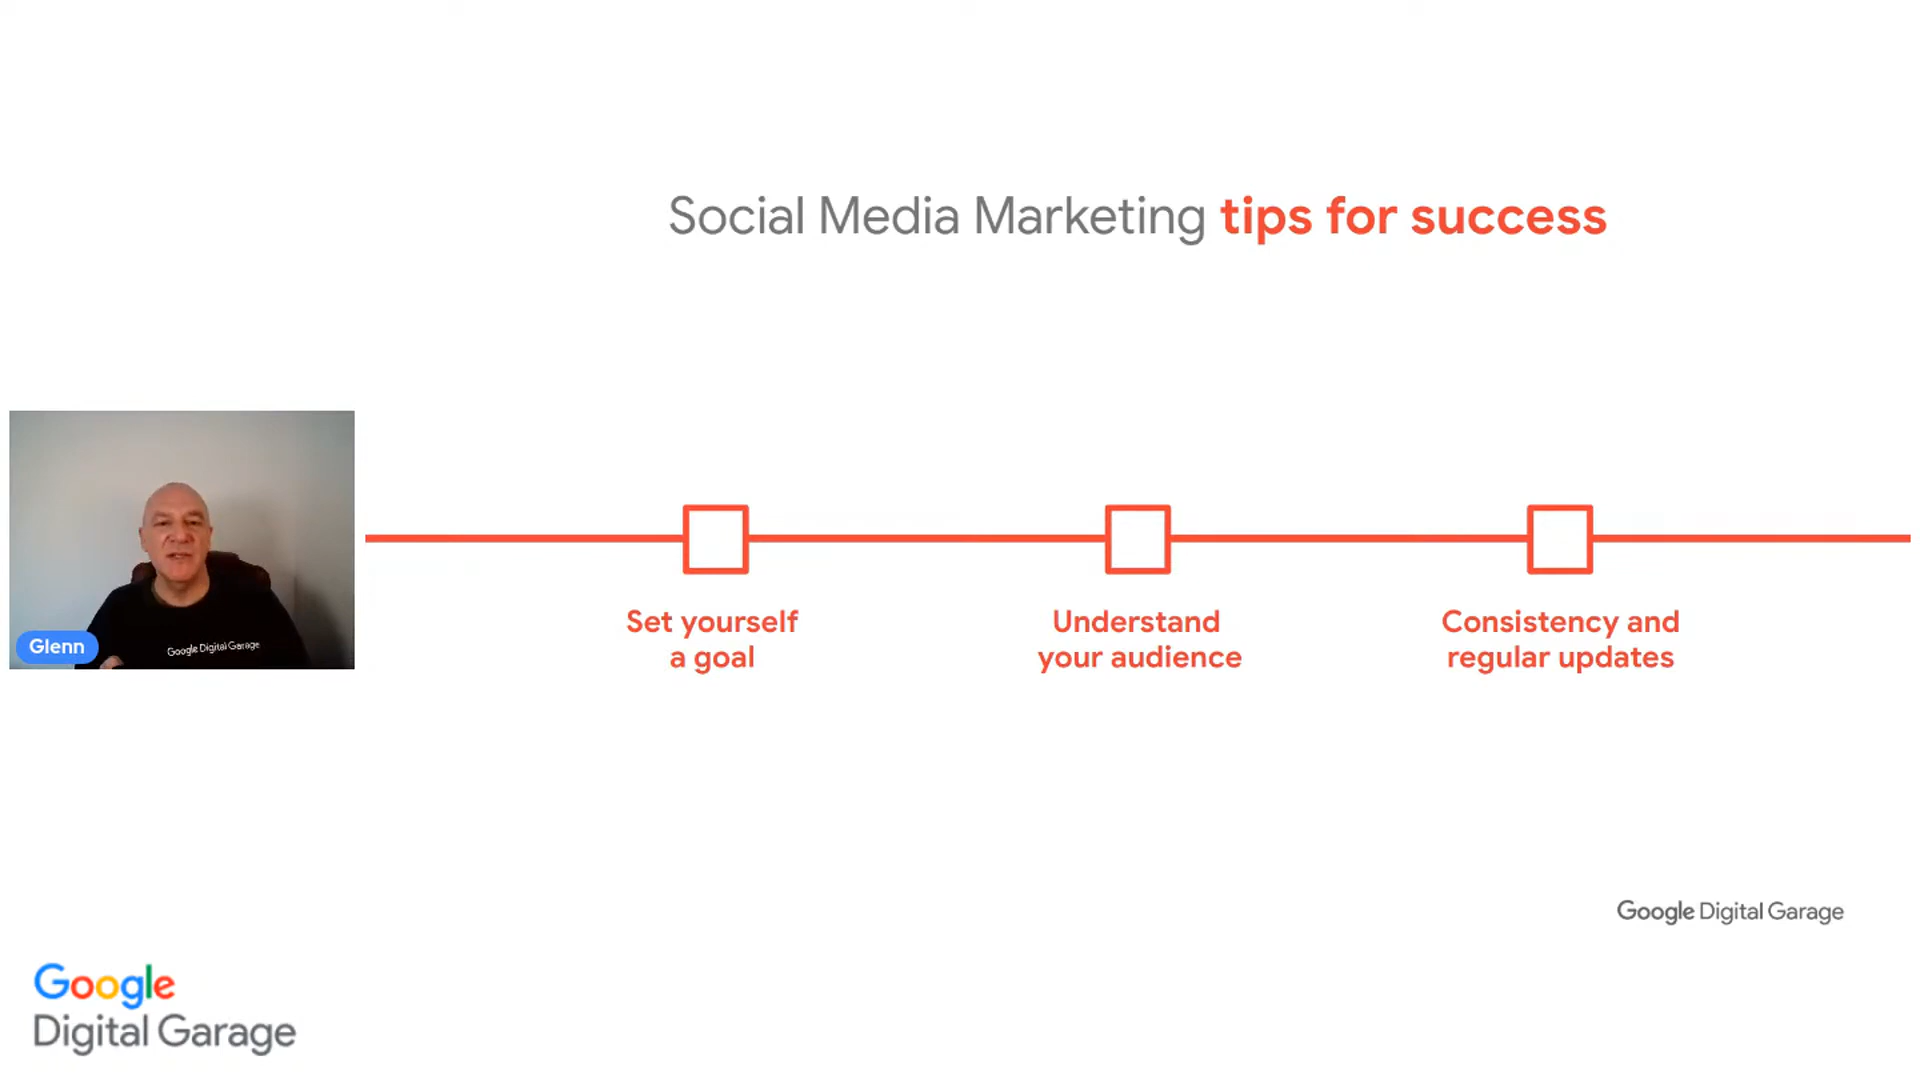 Social Media Marketing tips for success
Glenn
Google Digital Garage
Set yourself
a goal
Understand
your audience
Consistency and
regular updates
Google Digital Garage
Google
Digital Garage